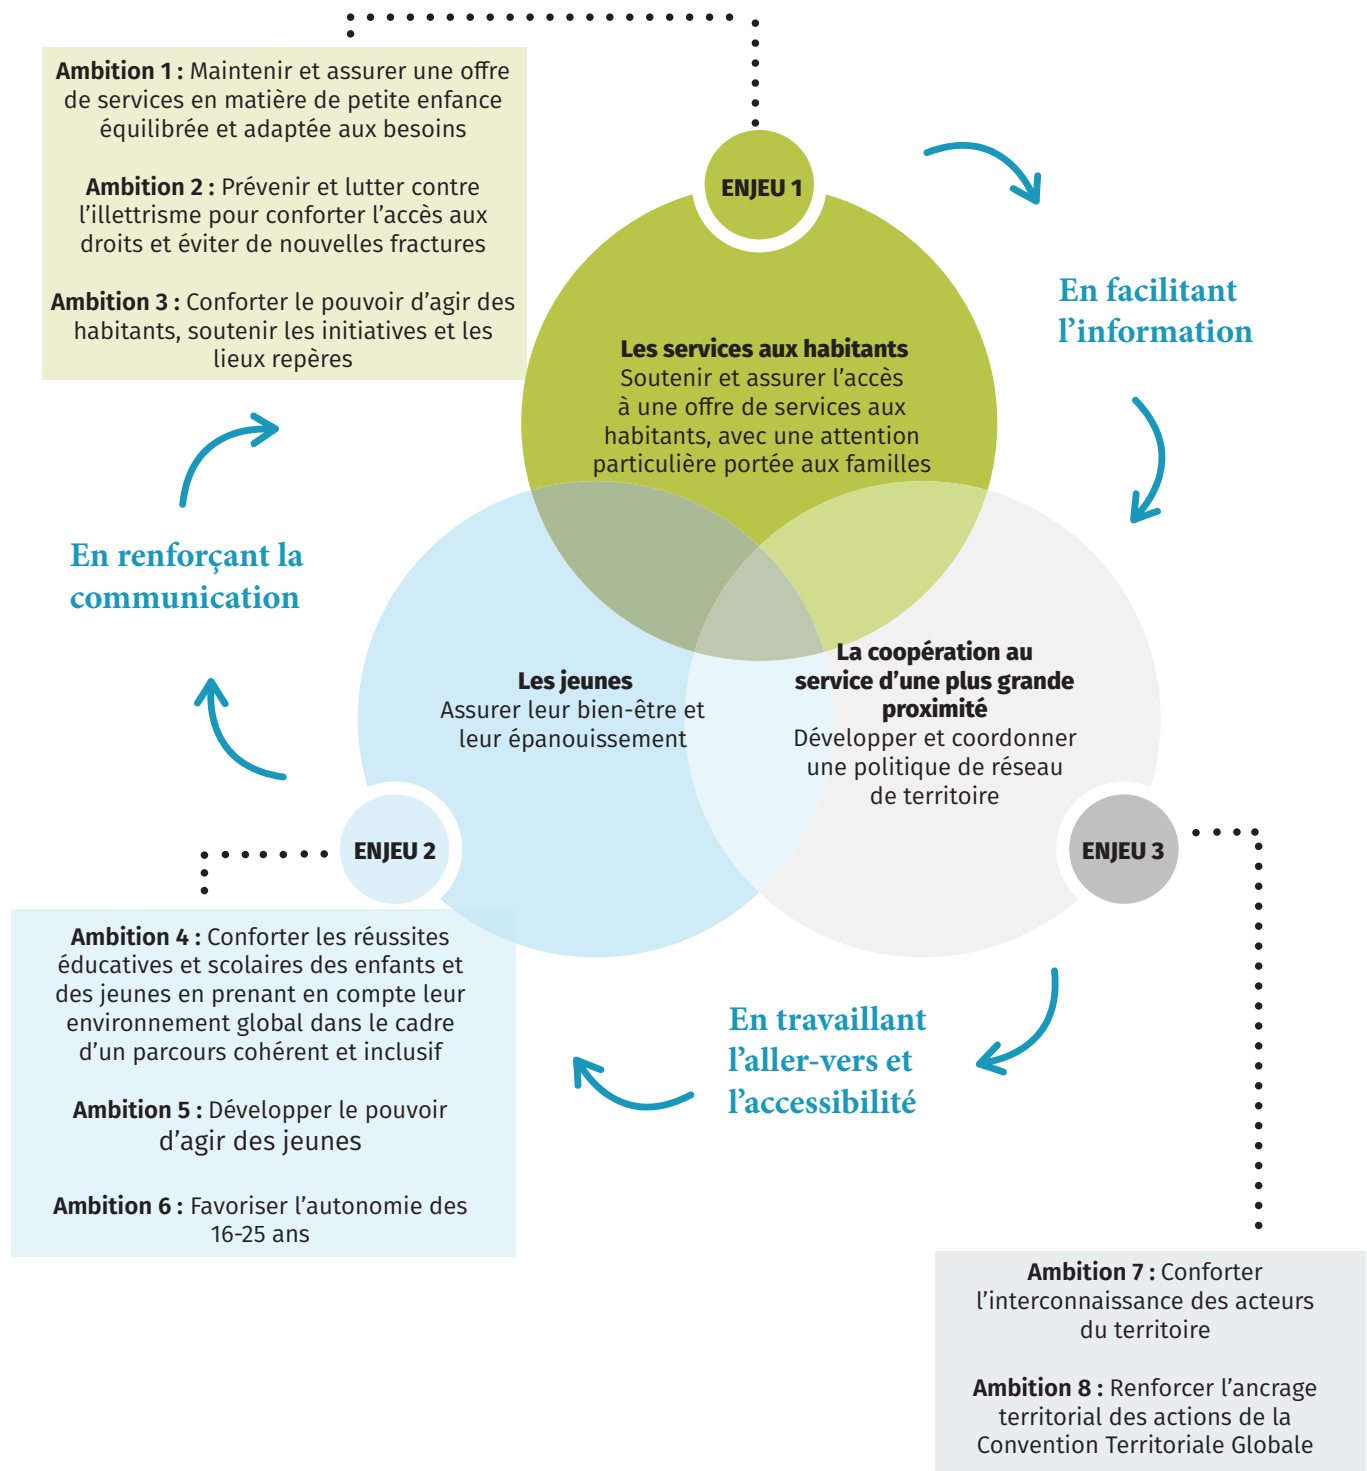 Ambition 1 : Maintenir et assurer une offre
de services en matière de petite enfance
équilibrée et adaptée aux besoins
Ambition 2 : Prévenir et lutter contre
l’illettrisme pour conforter l’accès aux
droits et éviter de nouvelles fractures
Ambition 3 : Conforter le pouvoir d’agir des
habitants, soutenir les initiatives et les
lieux repères
ENJEU 1
En facilitant
l’information
Les services aux habitants
Soutenir et assurer l’accès
à une offre de services aux
habitants, avec une attention
particulière portée aux familles
En renforçant la
communication
Les jeunes
Assurer leur bien-être et
leur épanouissement
La coopération au
service d’une plus grande
proximité
Développer et coordonner
une politique de réseau
de territoire
ENJEU 2
ENJEU 3
Ambition 4 : Conforter les réussites
éducatives et scolaires des enfants et
des jeunes en prenant en compte leur
environnement global dans le cadre
d’un parcours cohérent et inclusif
Ambition 5 : Développer le pouvoir
d’agir des jeunes
Ambition 6 : Favoriser l’autonomie des
16-25 ans
En travaillant
l’aller-vers et
l’accessibilité
Ambition 7 : Conforter
l’interconnaissance des acteurs
du territoire
Ambition 8 : Renforcer l’ancrage
territorial des actions de la
Convention Territoriale Globale